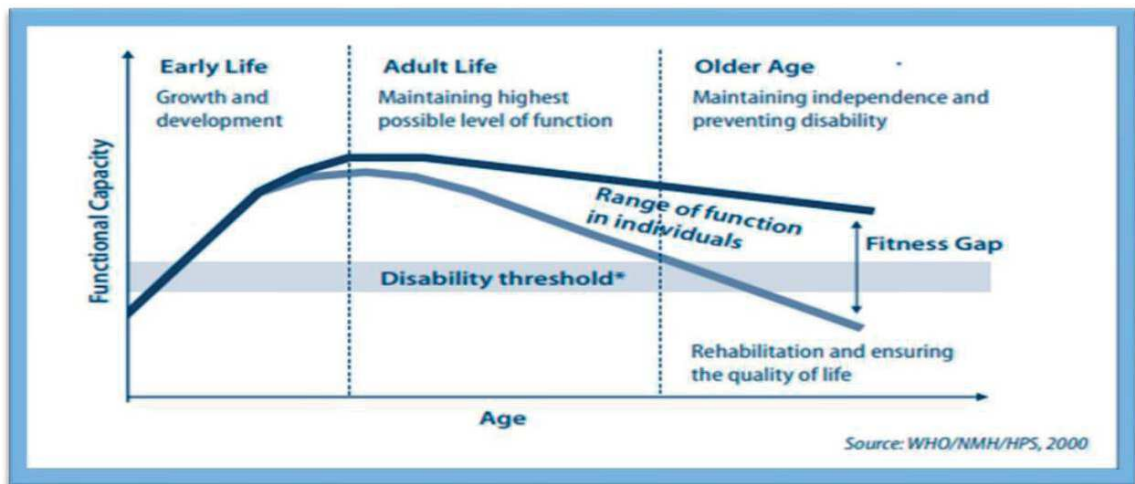 Early Life
Growth and
development
Adult Life
Maintaining highest
possible level of function
Older Age
Maintaining independence and
preventing disability
Functional Capacity
Range of function
in individuals
Fitness Gap
Disability threshold*
Rehabilitation and ensuring
the quality of life
Age
Source: WHO/NMH/HPS, 2000